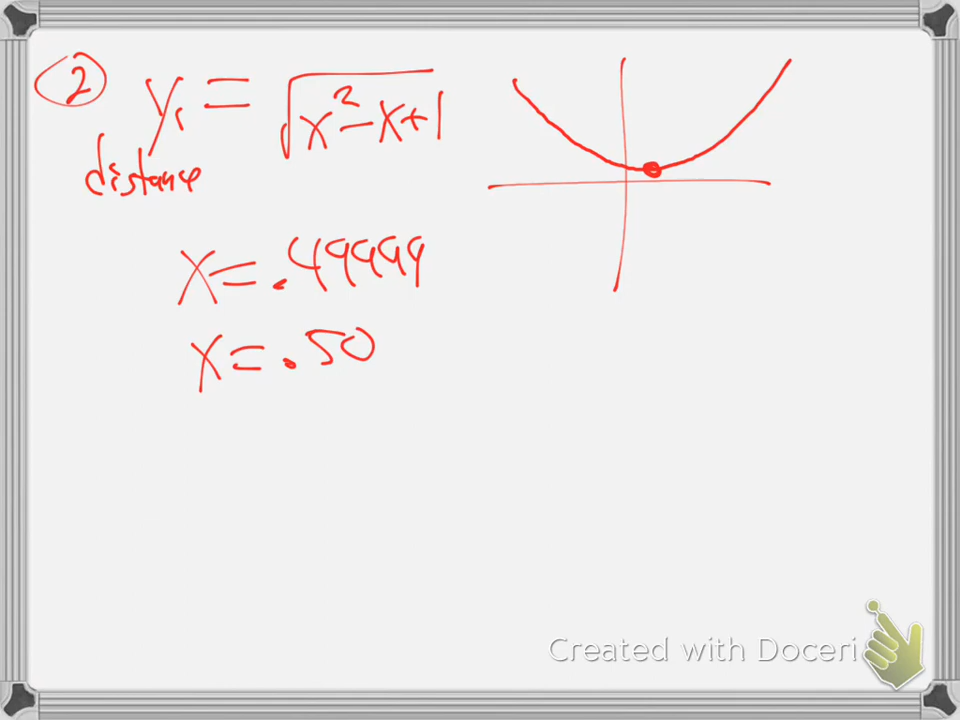 ② y₁ = √(x² - x + 1)
distance
x = .49999
x = .50
Created with Doceri